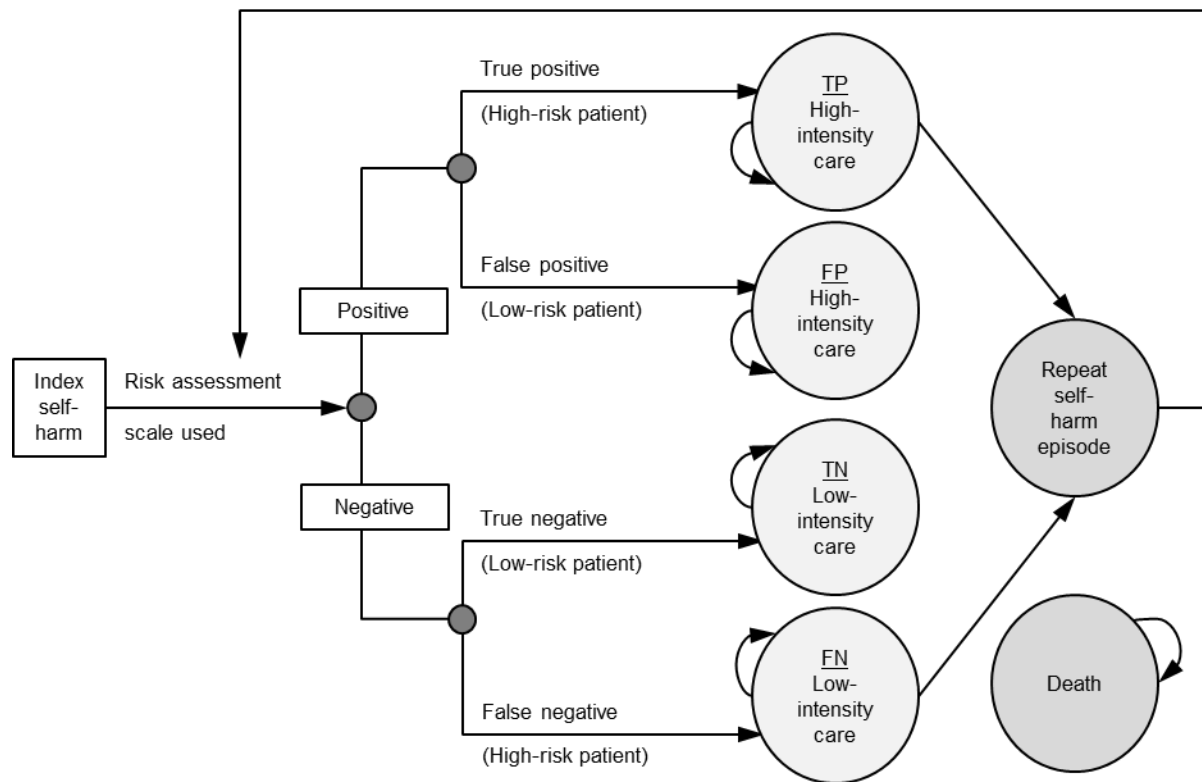 True positive
(High-risk patient)
TP
High-
intensity
care
False positive
(Low-risk patient)
FP
High-
intensity
care
Positive
Index
self-
harm
Risk assessment
scale used
Repeat
self-
harm
episode
Negative
True negative
(Low-risk patient)
TN
Low-
intensity
care
False negative
(High-risk patient)
FN
Low-
intensity
care
Death